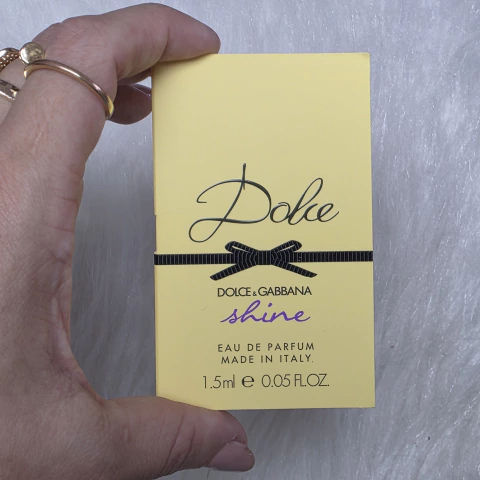 Dolce
DOLCE & GABBANA
shine
EAU DE PARFUM
MADE IN ITALY.
1.5ml e 0.05 FL.OZ.